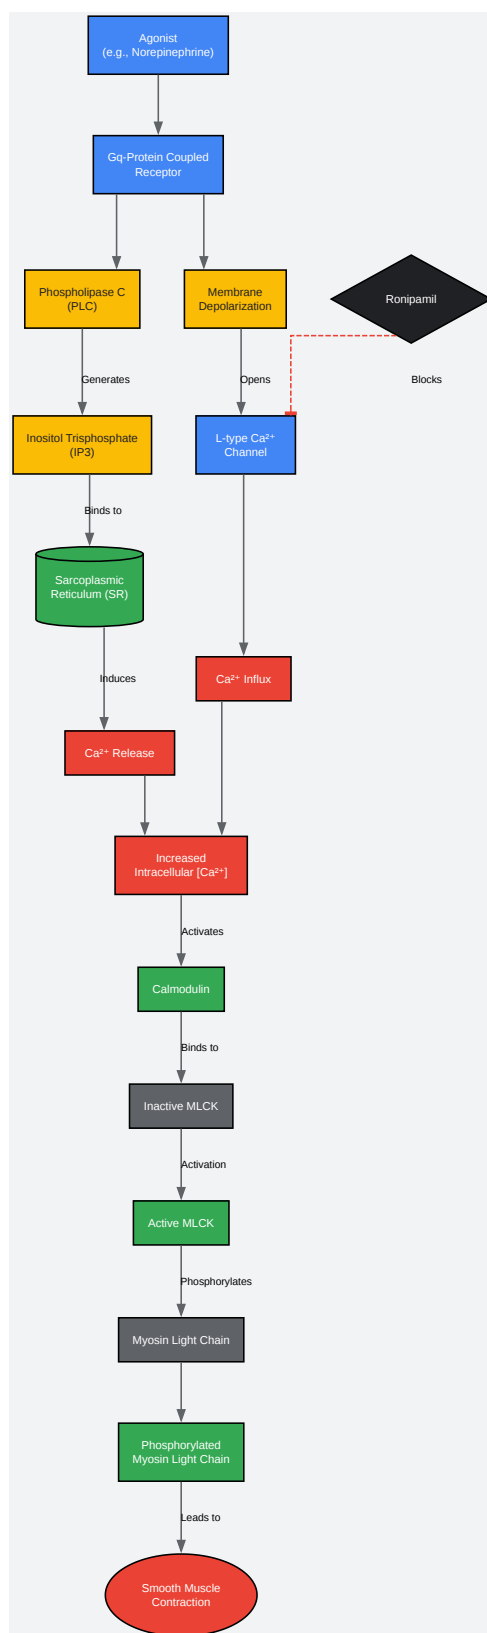 Agonist
(e.g., Norepinephrine)
Gq-Protein Coupled
Receptor
Phospholipase C
(PLC)
Membrane
Depolarization
Ronipamil
Generates
Opens
Blocks
Inositol Trisphosphate
(IP3)
L-type Ca²⁺
Channel
Binds to
Sarcoplasmic
Reticulum (SR)
Induces
Ca²⁺ Influx
Ca²⁺ Release
Increased
Intracellular [Ca²⁺]
Activates
Calmodulin
Binds to
Inactive MLCK
Activation
Active MLCK
Phosphorylates
Myosin Light Chain
Phosphorylated
Myosin Light Chain
Leads to
Smooth Muscle
Contraction